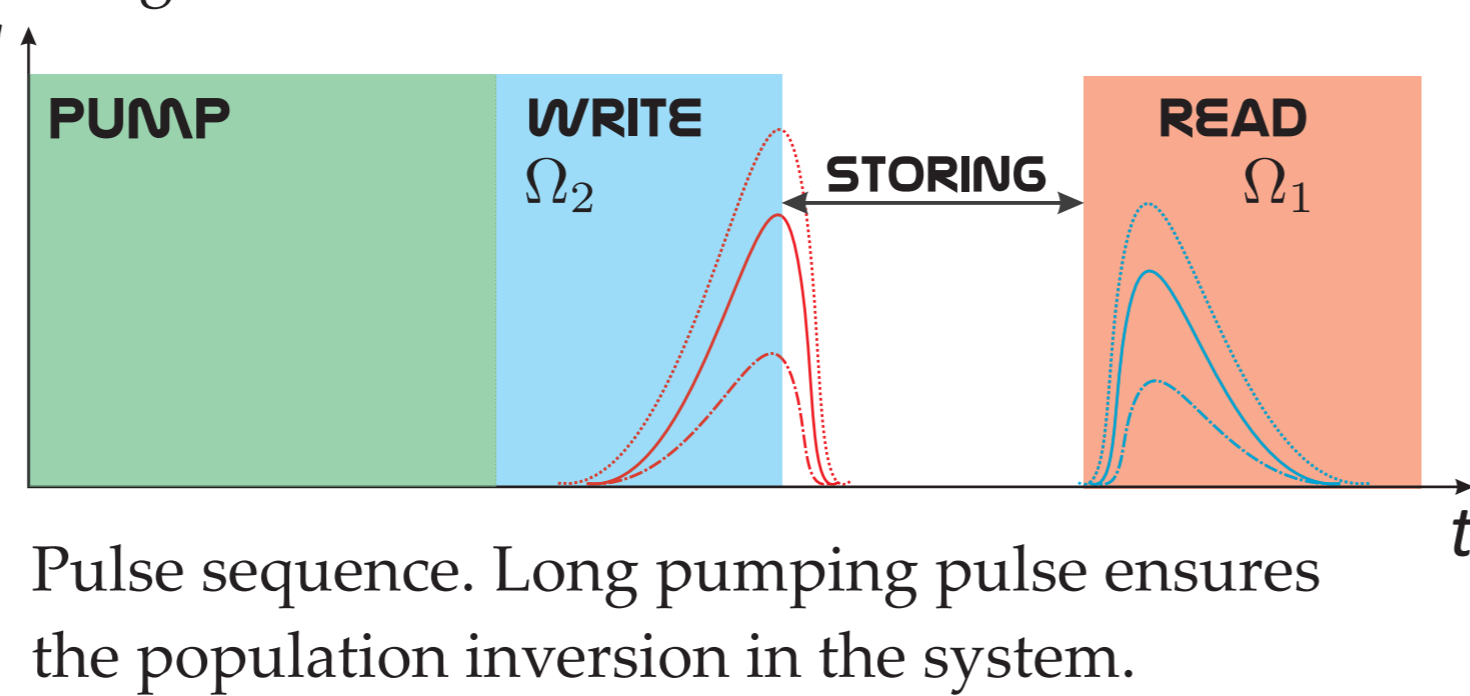 PUMP
WRITE
Ω₂
STORING
READ
Ω₁
t
Pulse sequence. Long pumping pulse ensures
the population inversion in the system.